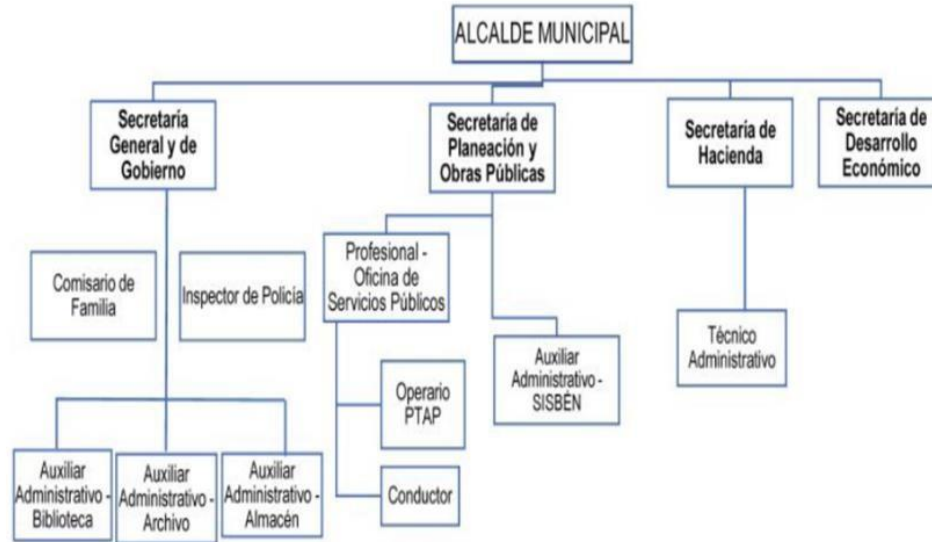 ALCALDE MUNICIPAL
Secretaría
General y de
Gobierno
Secretaría de
Planeación y
Obras Públicas
Secretaría de
Hacienda
Secretaría de
Desarrollo
Económico
Comisario de
Familia
Inspector de Policía
Profesional -
Oficina de
Servicios Públicos
Auxiliar
Administrativo -
SISBÉN
Técnico
Administrativo
Operario
PTAP
Conductor
Auxiliar
Administrativo -
Biblioteca
Auxiliar
Administrativo -
Archivo
Auxiliar
Administrativo -
Almacén